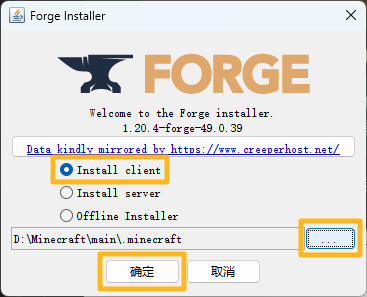 Forge Installer
FORGE
Welcome to the Forge installer.
1.20.4-forge-49.0.39
Data kindly mirrored by https://www.creeperhost.net/
Install client
Install server
Offline Installer
D:\Minecraft\main\.minecraft
...
确定 取消